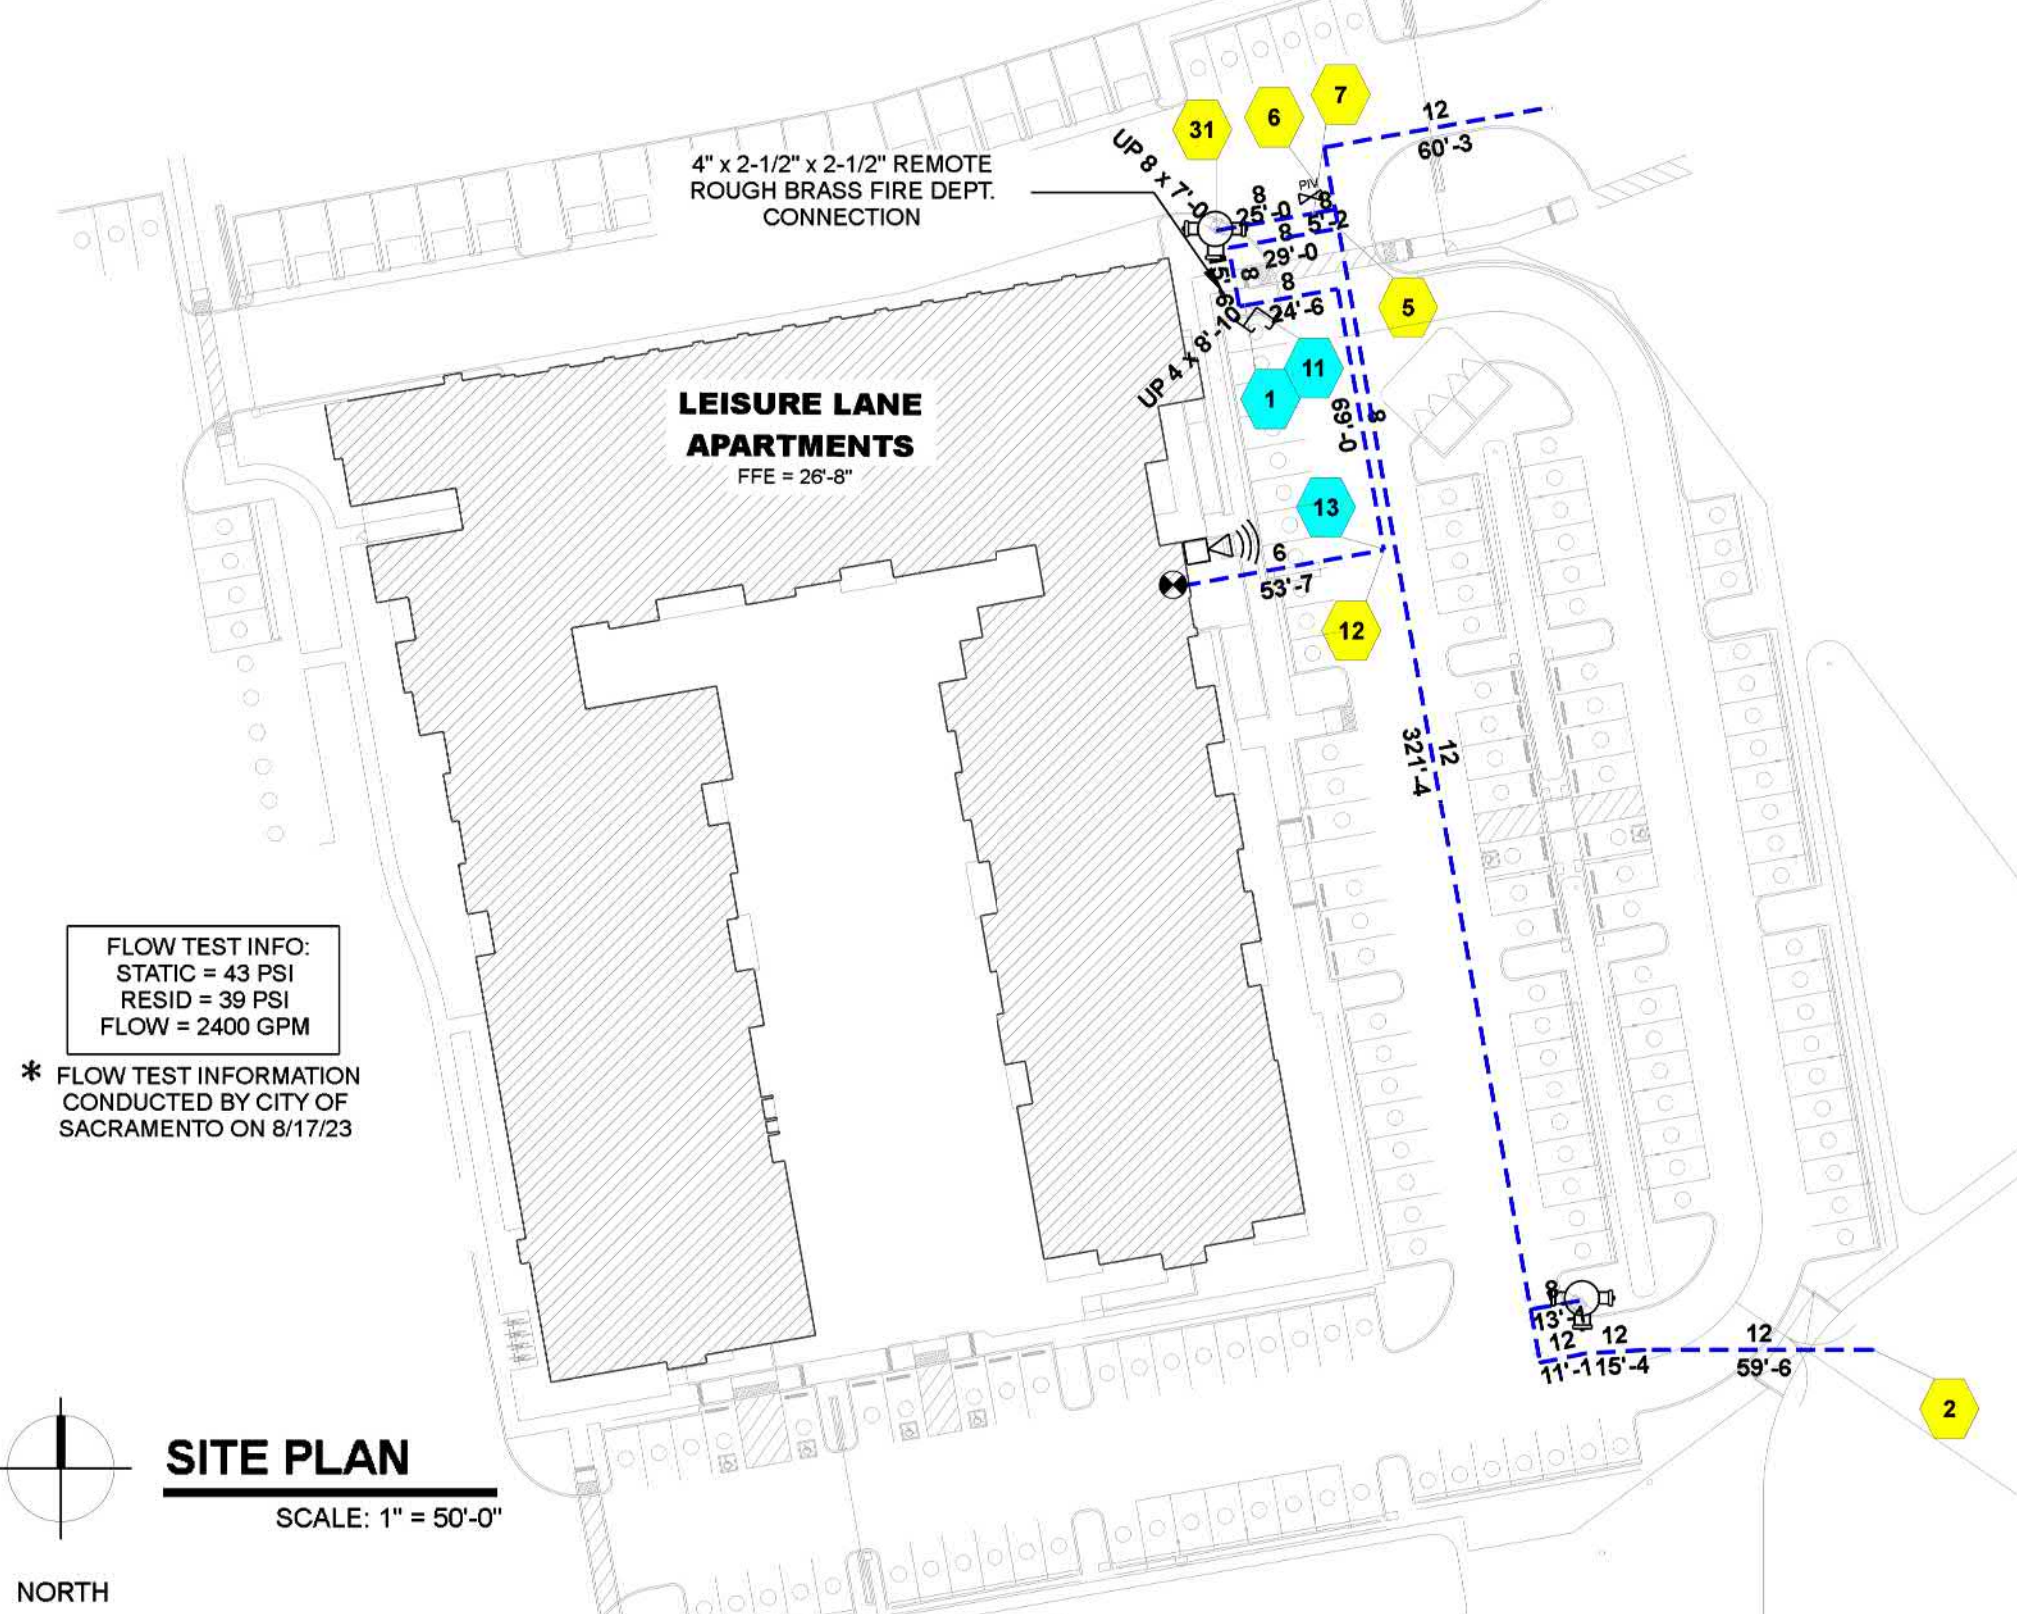 7
12
6
31
60'-3
4" x 2-1/2" x 2-1/2" REMOTE
ROUGH BRASS FIRE DEPT.
CONNECTION
UP 8 x 7'-0
PIV
8
25'-0
8
5'-2
8
29'-0
8
8
24'-6
UP 4 x 8'-10
5
11
1
69'-0
8
LEISURE LANE
APARTMENTS
FFE = 26'-8"
13
6
53'-7
12
12
321'-4
FLOW TEST INFO:
STATIC = 43 PSI
RESID = 39 PSI
FLOW = 2400 GPM
* FLOW TEST INFORMATION
CONDUCTED BY CITY OF
SACRAMENTO ON 8/17/23
8
12
12
12
11'-1
15'-4
59'-6
2
SITE PLAN
SCALE: 1" = 50'-0"
NORTH